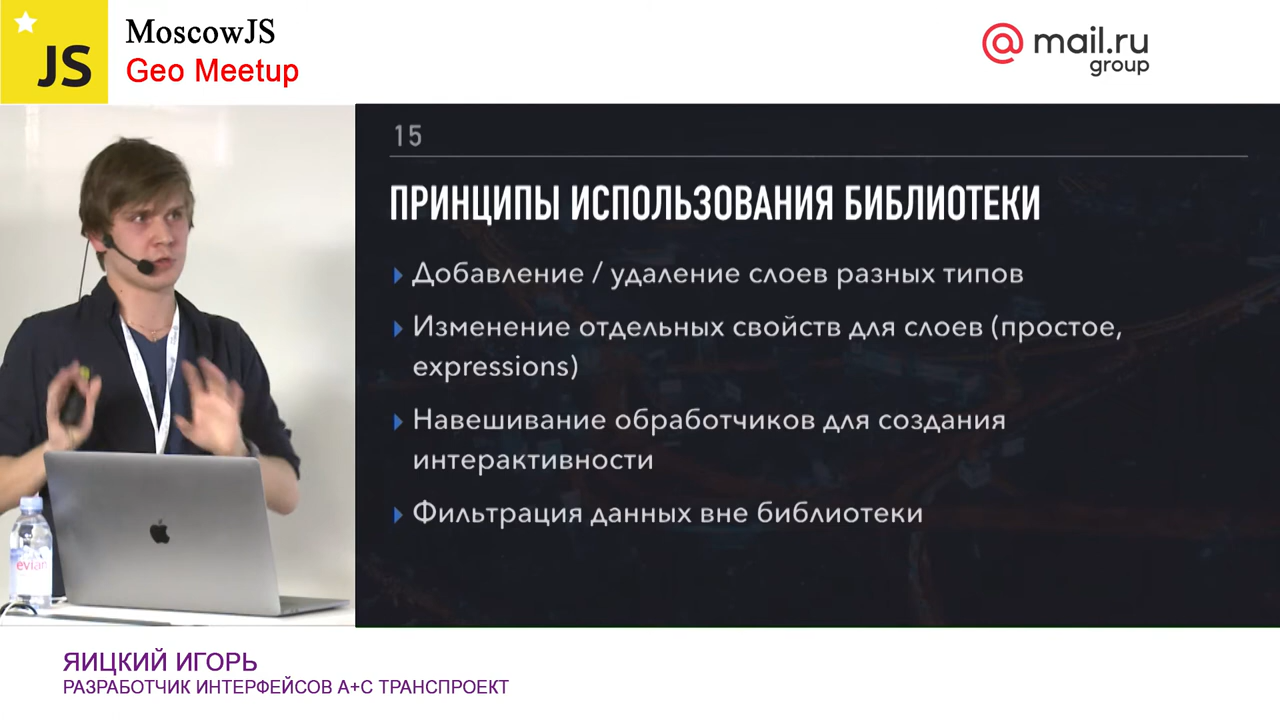 JS
MoscowJS
Geo Meetup
@mail.ru
group
15
ПРИНЦИПЫ ИСПОЛЬЗОВАНИЯ БИБЛИОТЕКИ
Добавление / удаление слоев разных типов
Изменение отдельных свойств для слоев (простое,
expressions)
Навешивание обработчиков для создания
интерактивности
Фильтрация данных вне библиотеки
evian
ЯИЦКИЙ ИГОРЬ
РАЗРАБОТЧИК ИНТЕРФЕЙСОВ А+С ТРАНСПРОЕКТ